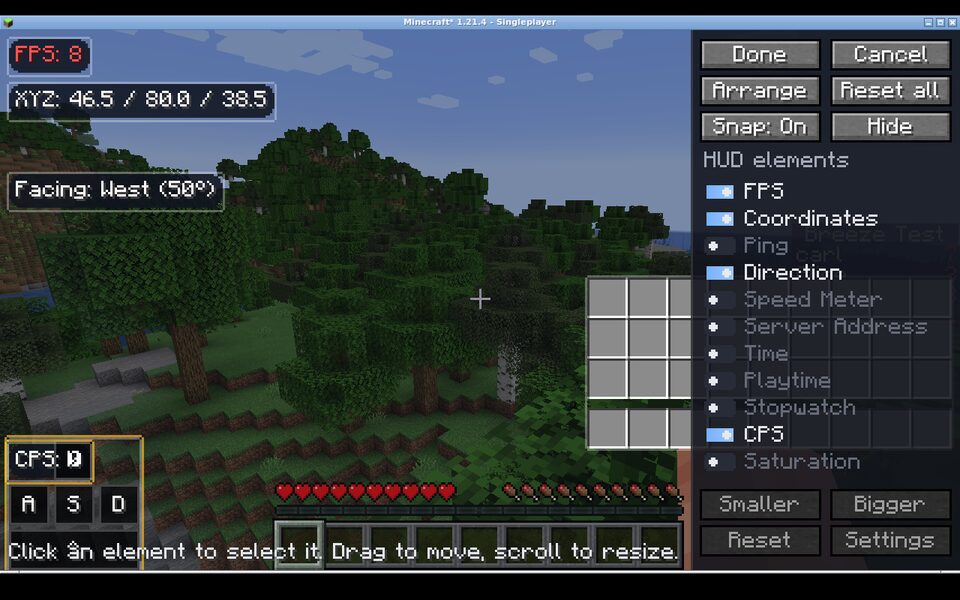 Minecraft* 1.21.4 - Singleplayer
FPS: 8
XYZ: 46.5 / 80.0 / 38.5
Facing: West (50°)
CPS: 0
A S D
Click an element to select it. Drag to move, scroll to resize.
Done Cancel
Arrange Reset all
Snap: On Hide
HUD elements
FPS
Coordinates
Ping
Direction
Speed Meter
Server Address
Time
Playtime
Stopwatch
CPS
Saturation
Smaller Bigger
Reset Settings